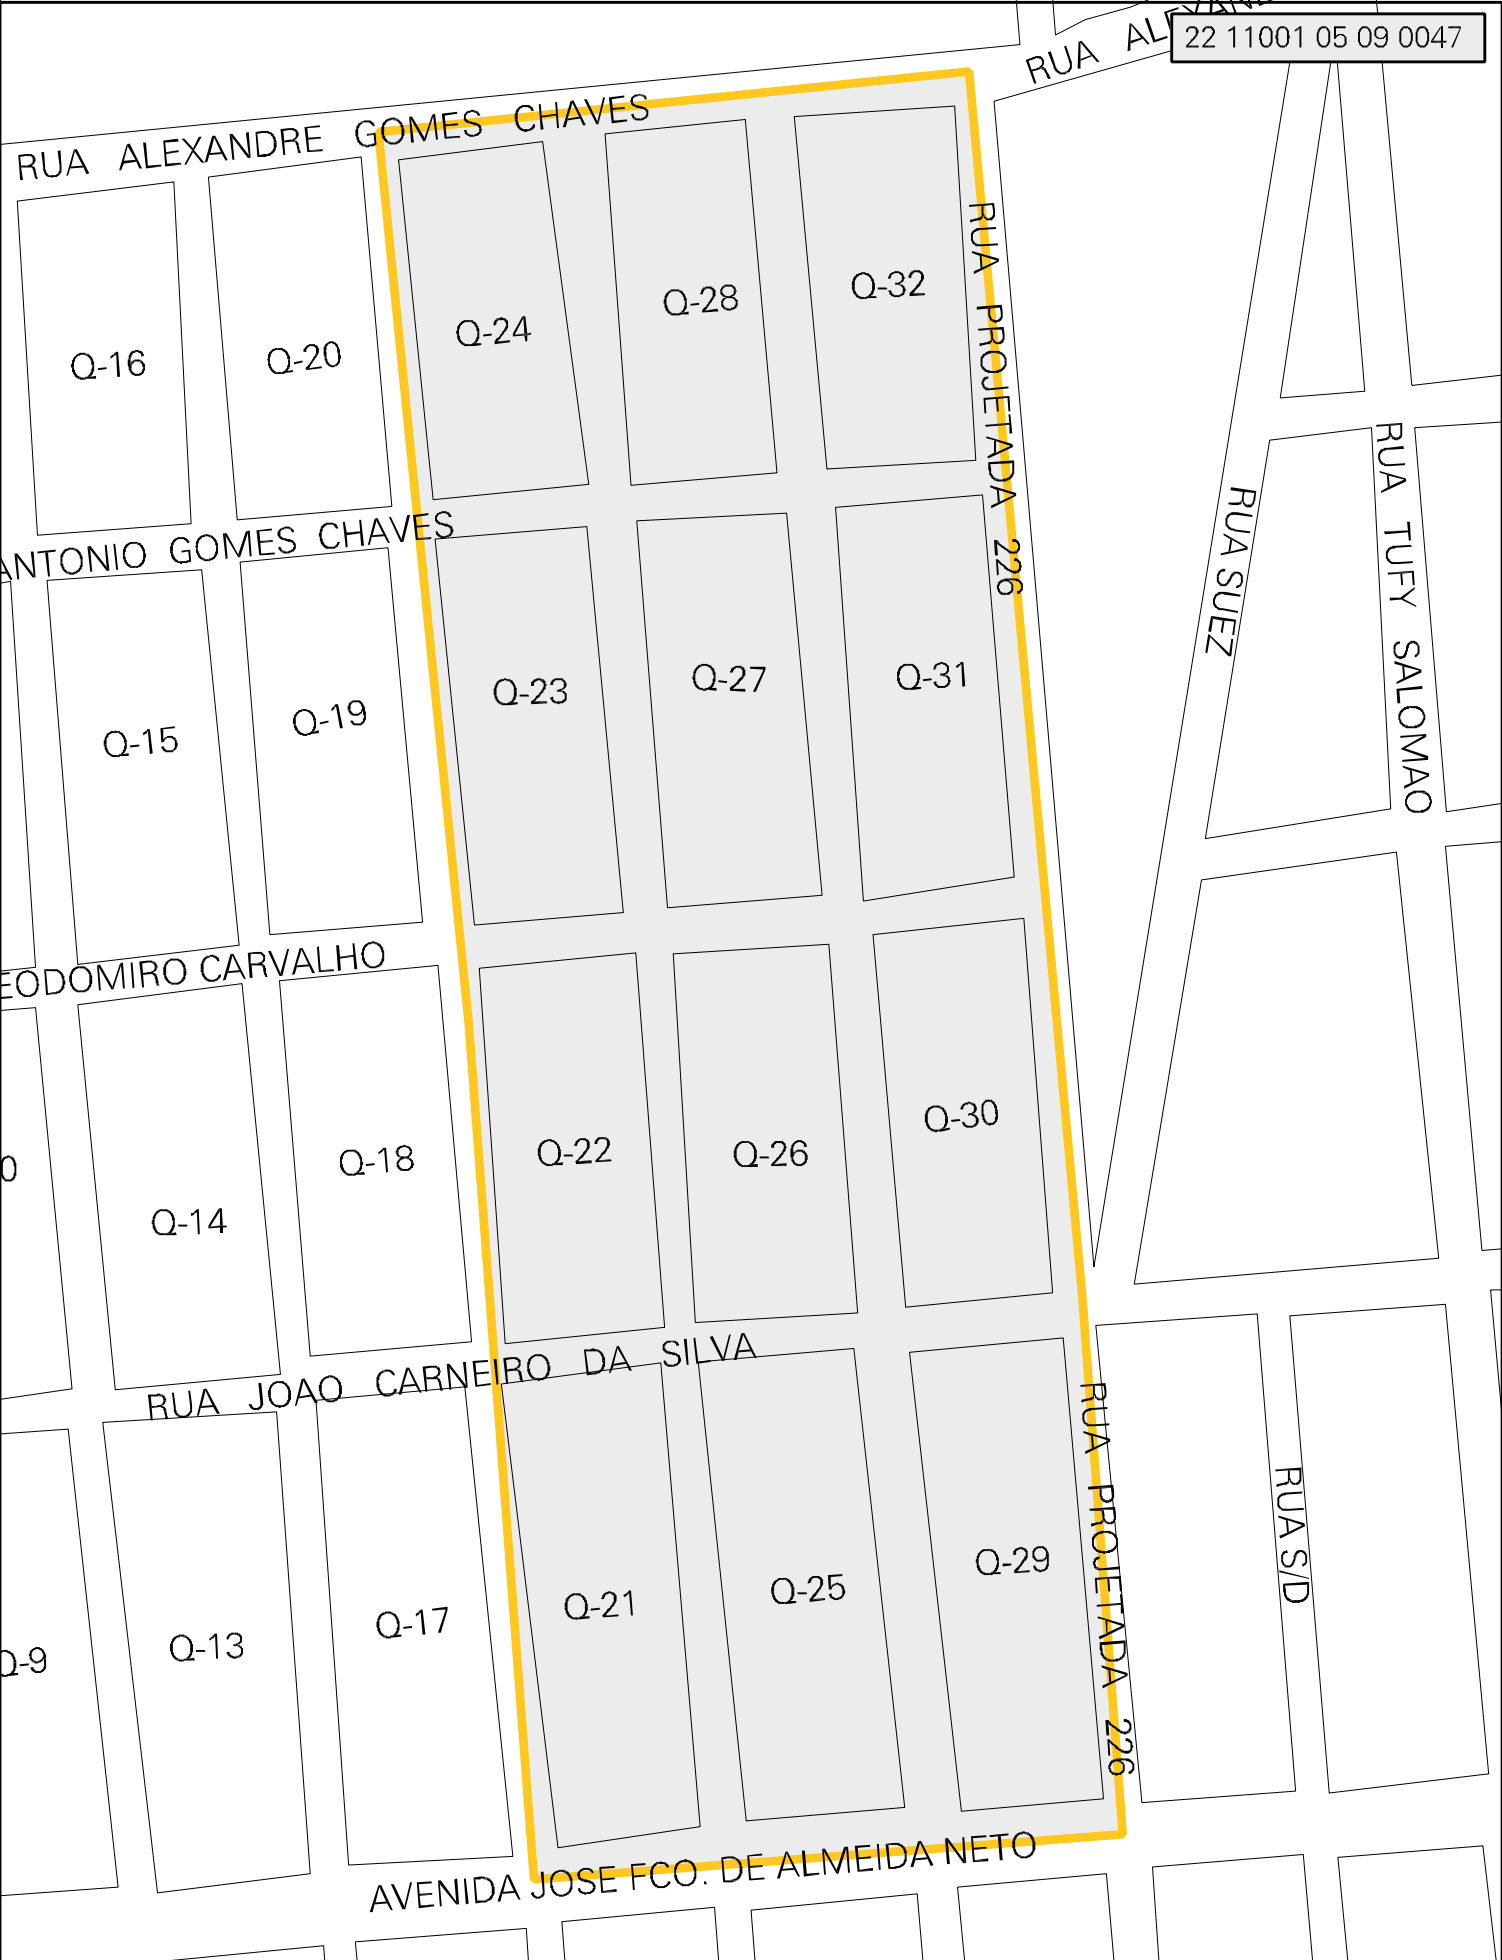 22 11001 05 09 0047
RUA ALEXANDRE GOMES CHAVES
Q-16
Q-20
Q-24
Q-28
Q-32
RUA PROJETADA 226
RUA SUEZ
RUA TUFY SALOMAO
ANTONIO GOMES CHAVES
Q-15
Q-19
Q-23
Q-27
Q-31
EODOMIRO CARVALHO
0
Q-14
Q-18
Q-22
Q-26
Q-30
RUA JOAO CARNEIRO DA SILVA
Q-9
Q-13
Q-17
Q-21
Q-25
Q-29
RUA PROJETADA 226
RUA S/D
AVENIDA JOSE FCO. DE ALMEIDA NETO